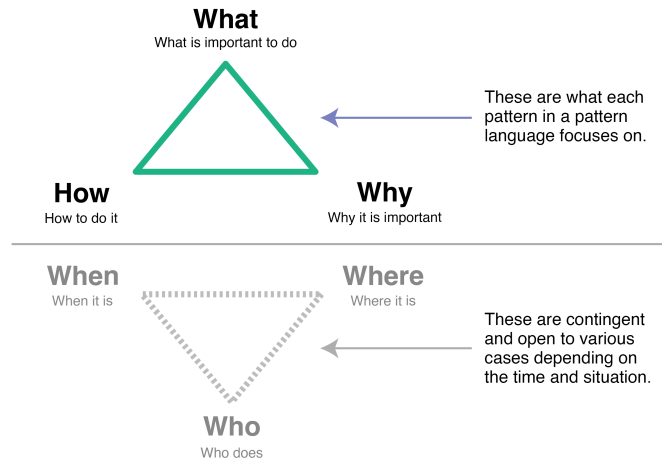 What
What is important to do
These are what each
pattern in a pattern
language focuses on.
How
How to do it
Why
Why it is important
When
When it is
Where
Where it is
These are contingent
and open to various
cases depending on
the time and situation.
Who
Who does